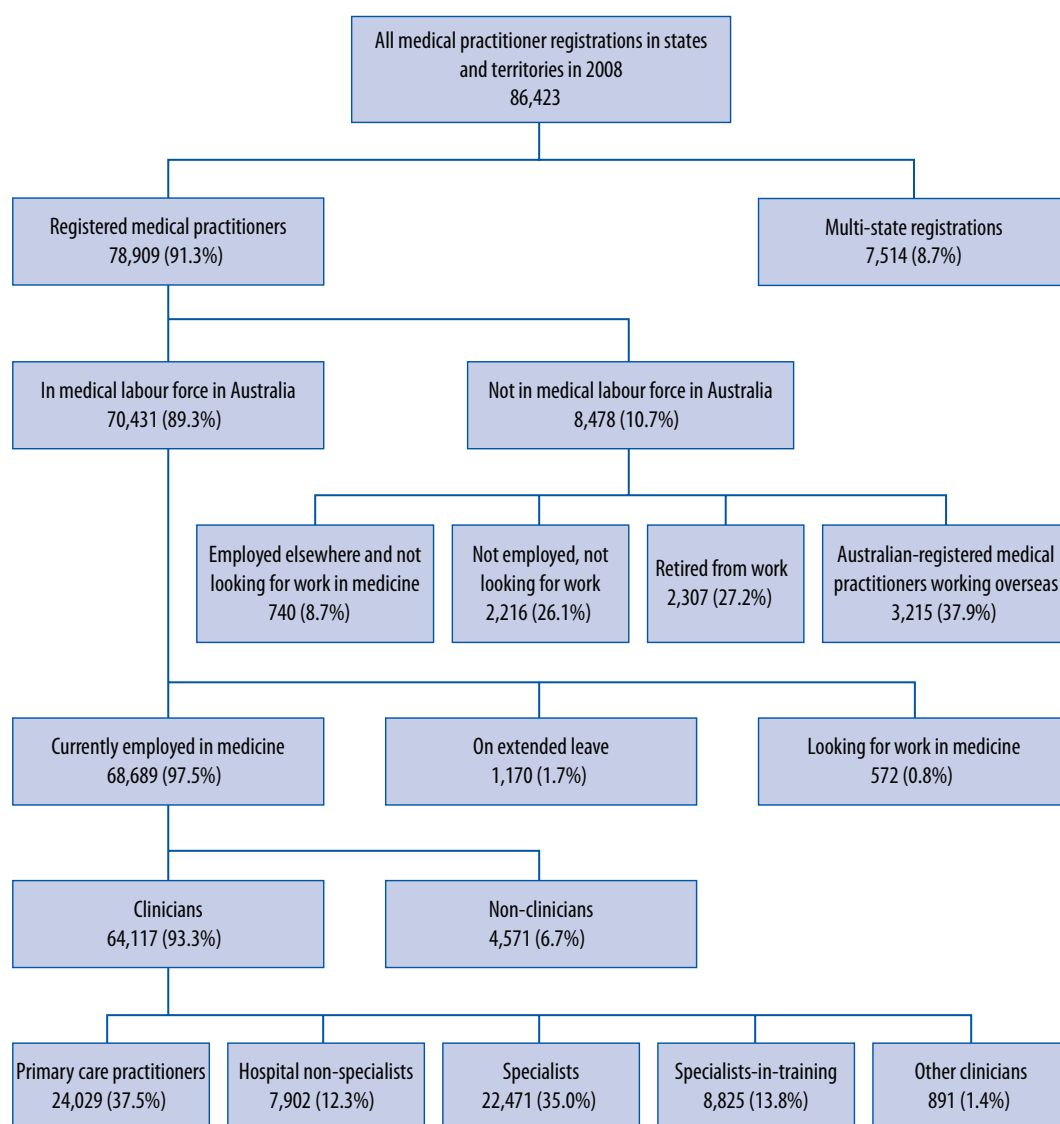 All medical practitioner registrations in states
and territories in 2008
86,423
Registered medical practitioners
78,909 (91.3%)
Multi-state registrations
7,514 (8.7%)
In medical labour force in Australia
70,431 (89.3%)
Not in medical labour force in Australia
8,478 (10.7%)
Employed elsewhere and not
looking for work in medicine
740 (8.7%)
Not employed, not
looking for work
2,216 (26.1%)
Retired from work
2,307 (27.2%)
Australian-registered medical
practitioners working overseas
3,215 (37.9%)
Currently employed in medicine
68,689 (97.5%)
On extended leave
1,170 (1.7%)
Looking for work in medicine
572 (0.8%)
Clinicians
64,117 (93.3%)
Non-clinicians
4,571 (6.7%)
Primary care practitioners
24,029 (37.5%)
Hospital non-specialists
7,902 (12.3%)
Specialists
22,471 (35.0%)
Specialists-in-training
8,825 (13.8%)
Other clinicians
891 (1.4%)